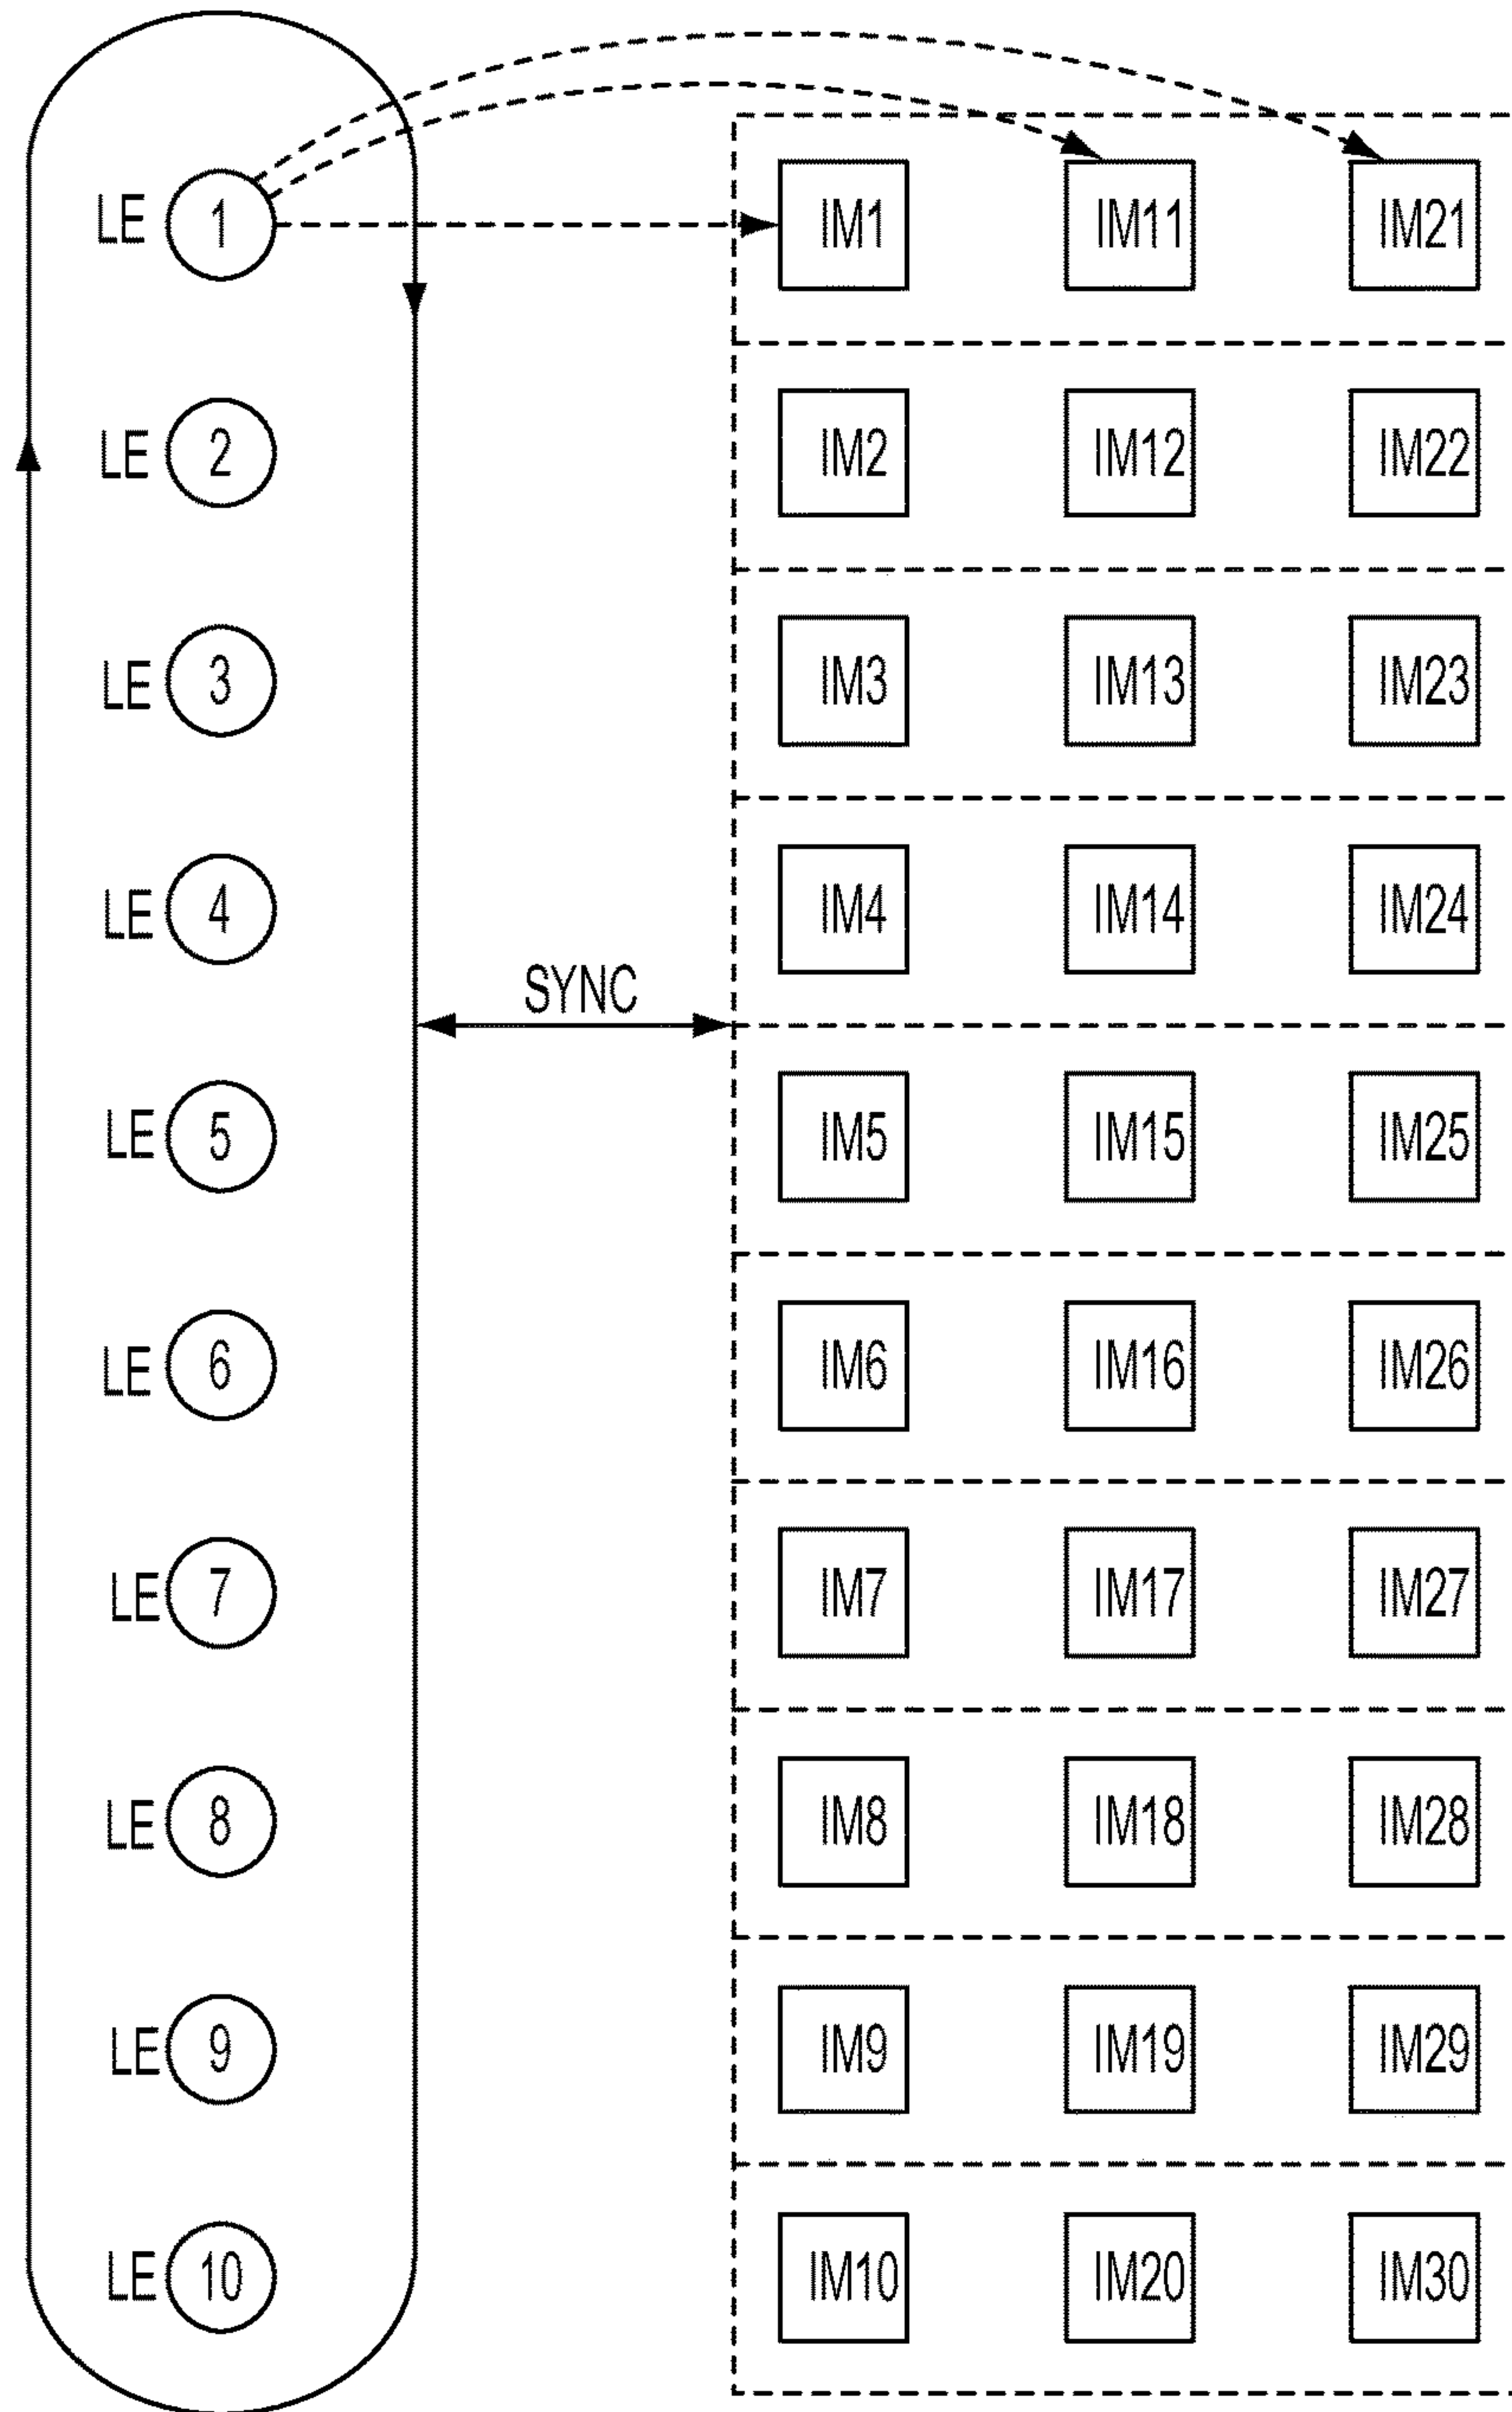 LE 1 IM1 IM11 IM21
LE 2 IM2 IM12 IM22
LE 3 IM3 IM13 IM23
LE 4 IM4 IM14 IM24
SYNC
LE 5 IM5 IM15 IM25
LE 6 IM6 IM16 IM26
LE 7 IM7 IM17 IM27
LE 8 IM8 IM18 IM28
LE 9 IM9 IM19 IM29
LE 10 IM10 IM20 IM30